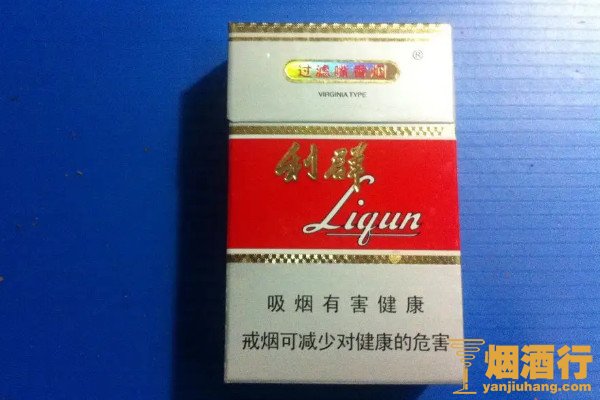 过滤嘴香烟
®
VIRGINIA TYPE
利群
Liqun
吸烟有害健康
戒烟可减少对健康的危害
烟酒行
yanjiuhang.com